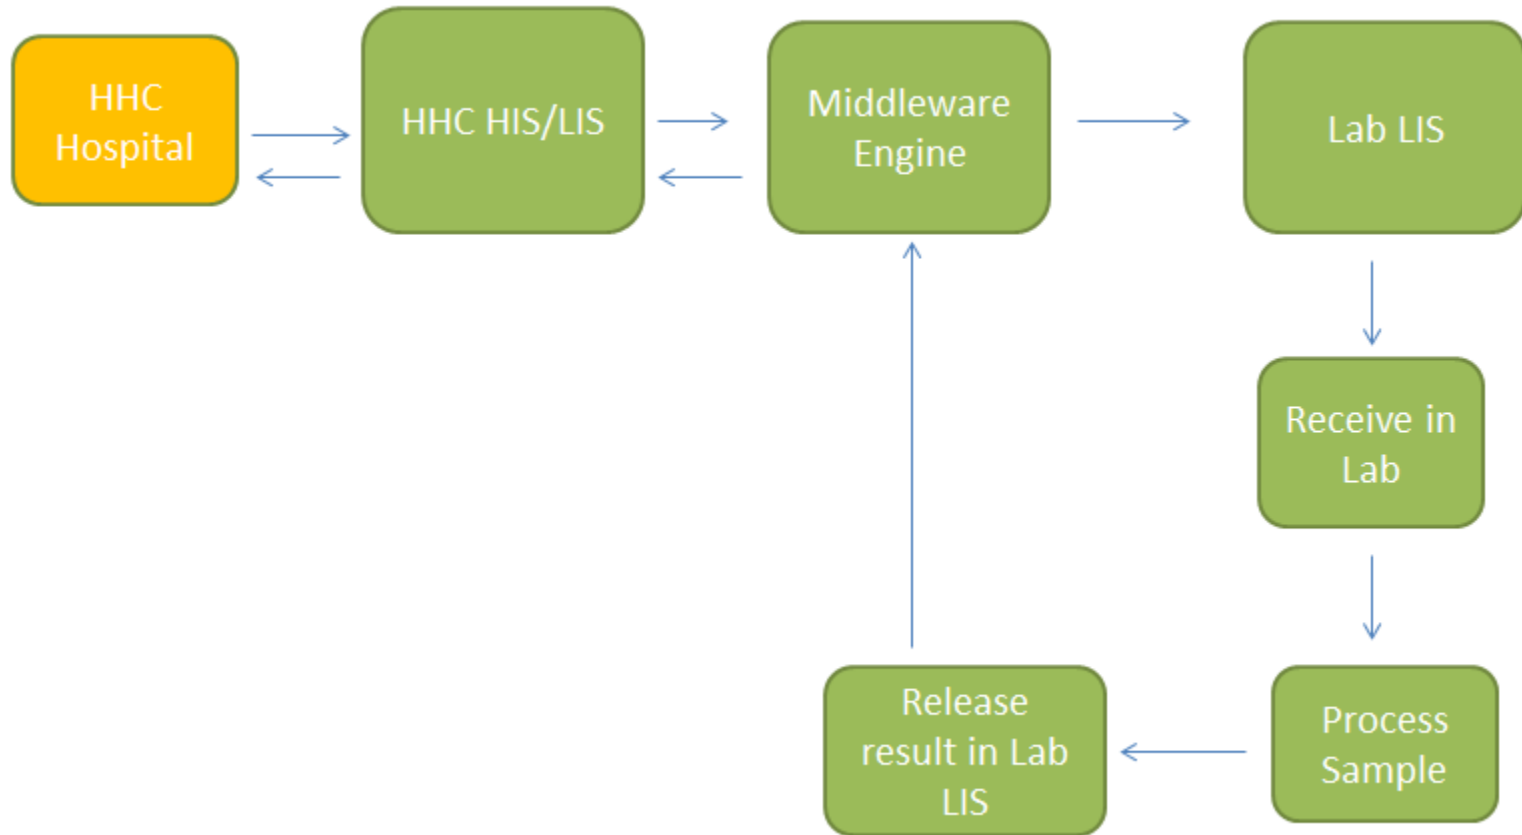 HHC
Hospital
HHC HIS/LIS
Middleware
Engine
Lab LIS
Receive in
Lab
Process
Sample
Release
result in Lab
LIS